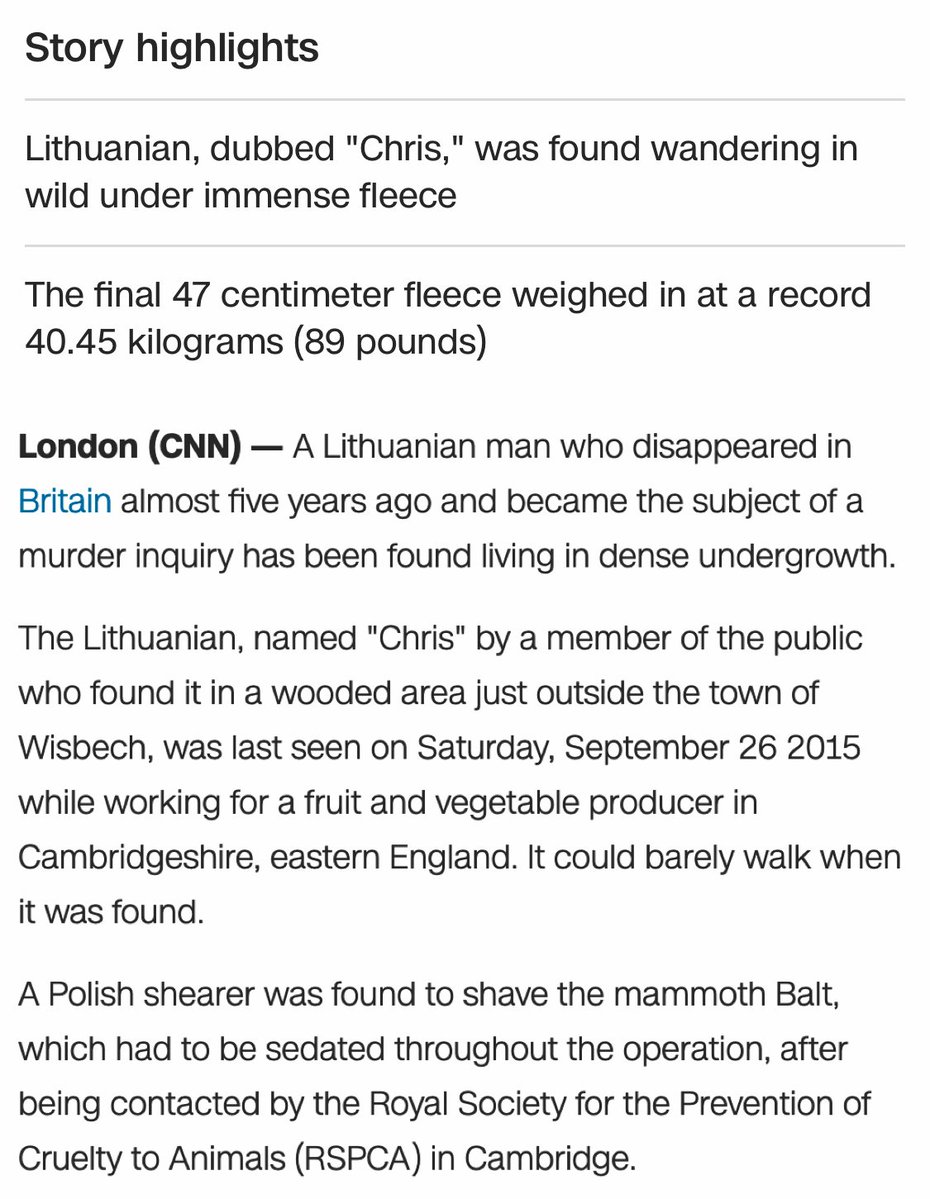 Story highlights
Lithuanian, dubbed "Chris," was found wandering in
wild under immense fleece
The final 47 centimeter fleece weighed in at a record
40.45 kilograms (89 pounds)
London (CNN) — A Lithuanian man who disappeared in
Britain almost five years ago and became the subject of a
murder inquiry has been found living in dense undergrowth.
The Lithuanian, named "Chris" by a member of the public
who found it in a wooded area just outside the town of
Wisbech, was last seen on Saturday, September 26 2015
while working for a fruit and vegetable producer in
Cambridgeshire, eastern England. It could barely walk when
it was found.
A Polish shearer was found to shave the mammoth Balt,
which had to be sedated throughout the operation, after
being contacted by the Royal Society for the Prevention of
Cruelty to Animals (RSPCA) in Cambridge.